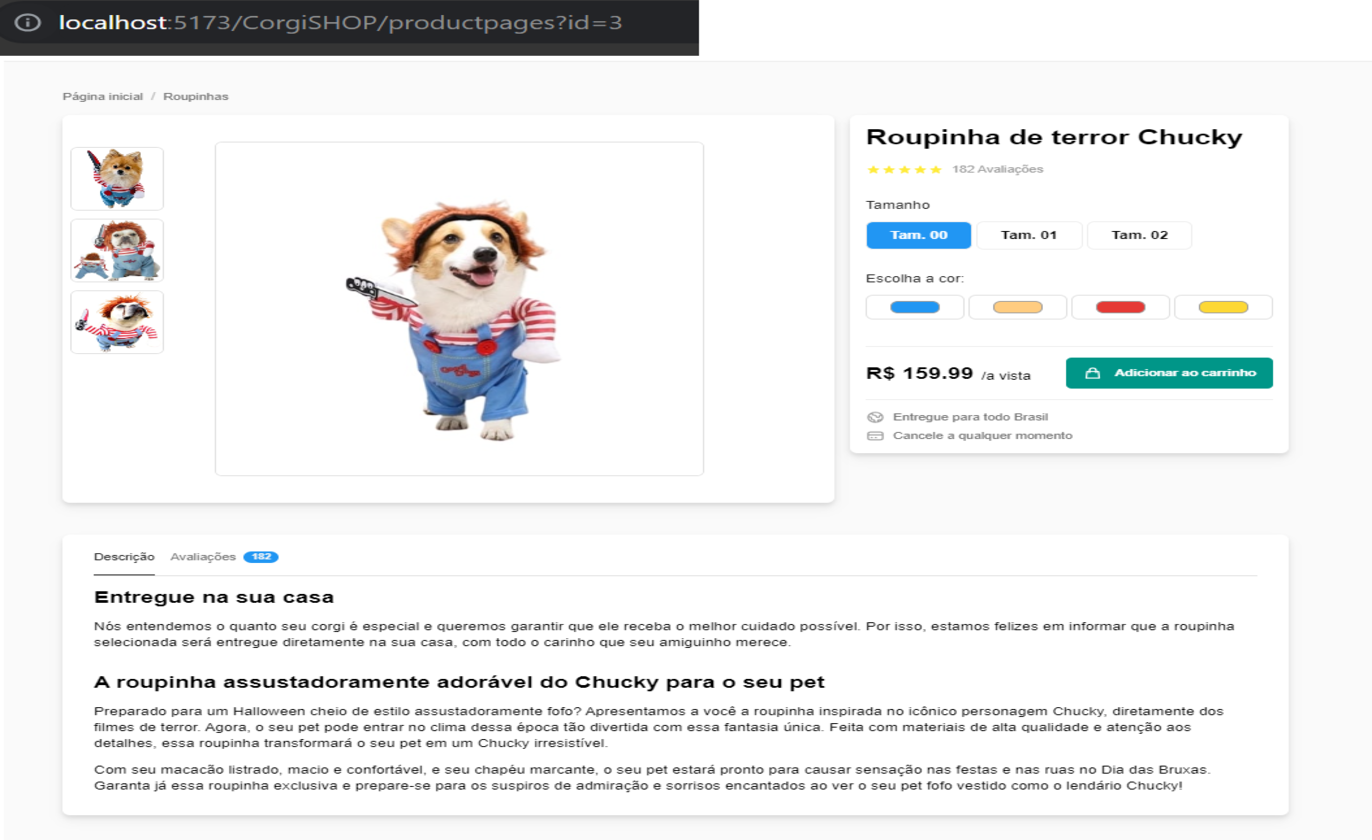 localhost:5173/CorgiSHOP/productpages?id=3
Página inicial / Roupinhas
Roupinha de terror Chucky
182 Avaliações
Tamanho
Tam. 00 Tam. 01 Tam. 02
Escolha a cor:
R$ 159.99 /a vista Adicionar ao carrinho
Entregue para todo Brasil
Cancele a qualquer momento
Descrição Avaliações 182
Entregue na sua casa
Nós entendemos o quanto seu corgi é especial e queremos garantir que ele receba o melhor cuidado possível. Por isso, estamos felizes em informar que a roupinha
selecionada será entregue diretamente na sua casa, com todo o carinho que seu amiguinho merece.
A roupinha assustadoramente adorável do Chucky para o seu pet
Preparado para um Halloween cheio de estilo assustadoramente fofo? Apresentamos a você a roupinha inspirada no icônico personagem Chucky, diretamente dos
filmes de terror. Agora, o seu pet pode entrar no clima dessa época tão divertida com essa fantasia única. Feita com materiais de alta qualidade e atenção aos
detalhes, essa roupinha transformará o seu pet em um Chucky irresistível.
Com seu macacão listrado, macio e confortável, e seu chapéu marcante, o seu pet estará pronto para causar sensação nas festas e nas ruas no Dia das Bruxas.
Garanta já essa roupinha exclusiva e prepare-se para os suspiros de admiração e sorrisos encantados ao ver o seu pet fofo vestido como o lendário Chucky!